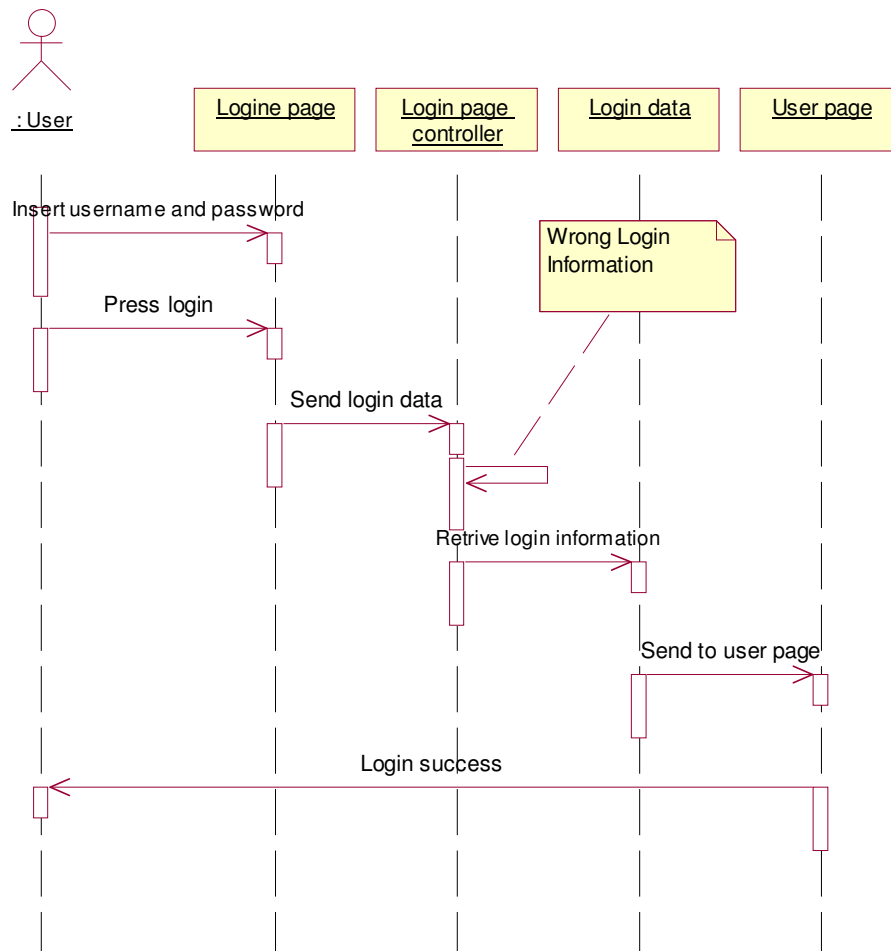 : User
Logine page
Login page
controller
Login data
User page
Insert username and password
Wrong Login
Information
Press login
Send login data
Retrive login information
Send to user page
Login success